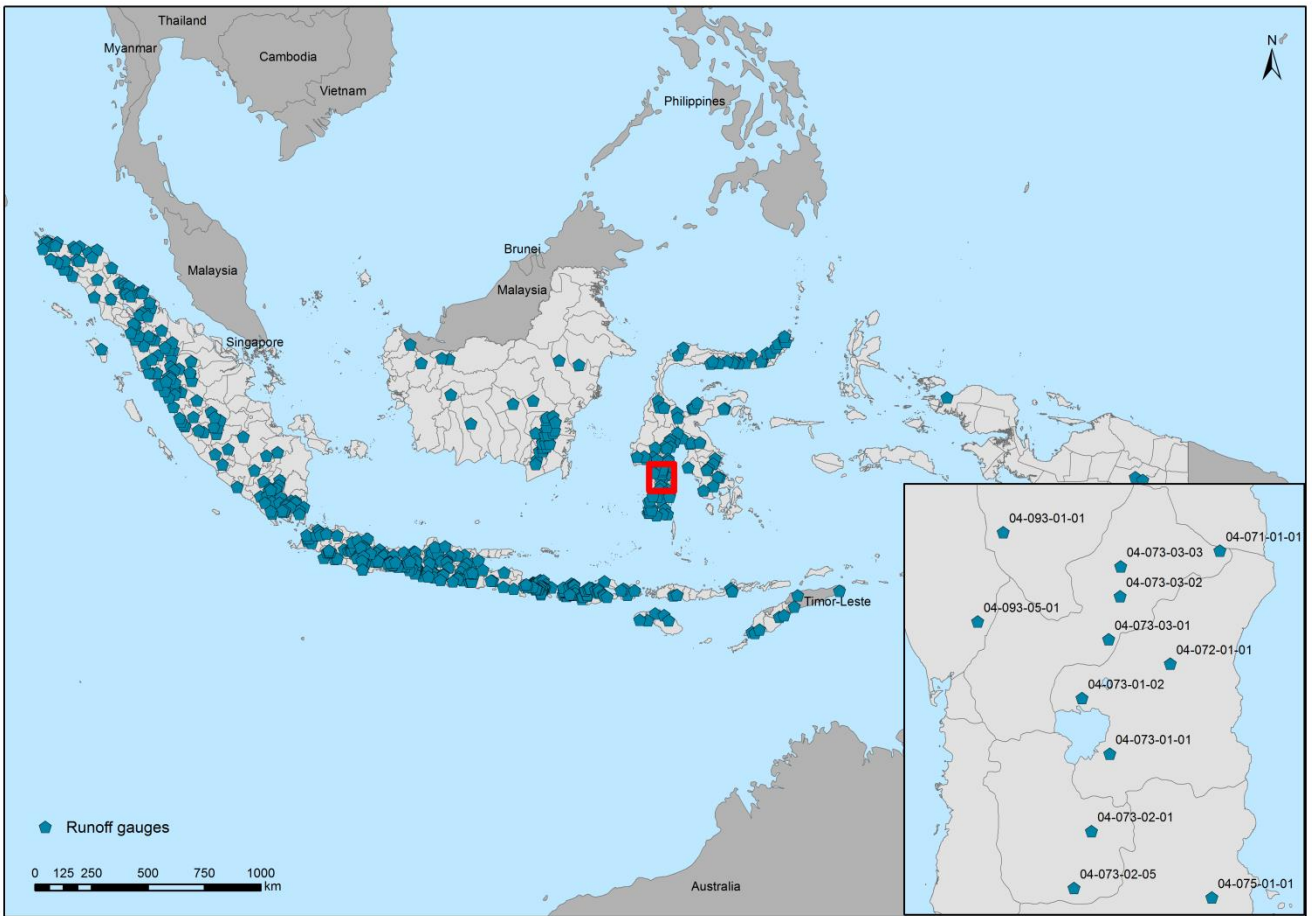 Thailand
Myanmar
Cambodia
Vietnam
Philippines
N
Brunei
Malaysia
Malaysia
Singapore
Timor-Leste
Australia
Runoff gauges
0 125 250 500 750 1000
km
04-093-01-01
04-071-01-01
04-073-03-03
04-073-03-02
04-093-05-01
04-073-03-01
04-072-01-01
04-073-01-02
04-073-01-01
04-073-02-01
04-073-02-05
04-075-01-01